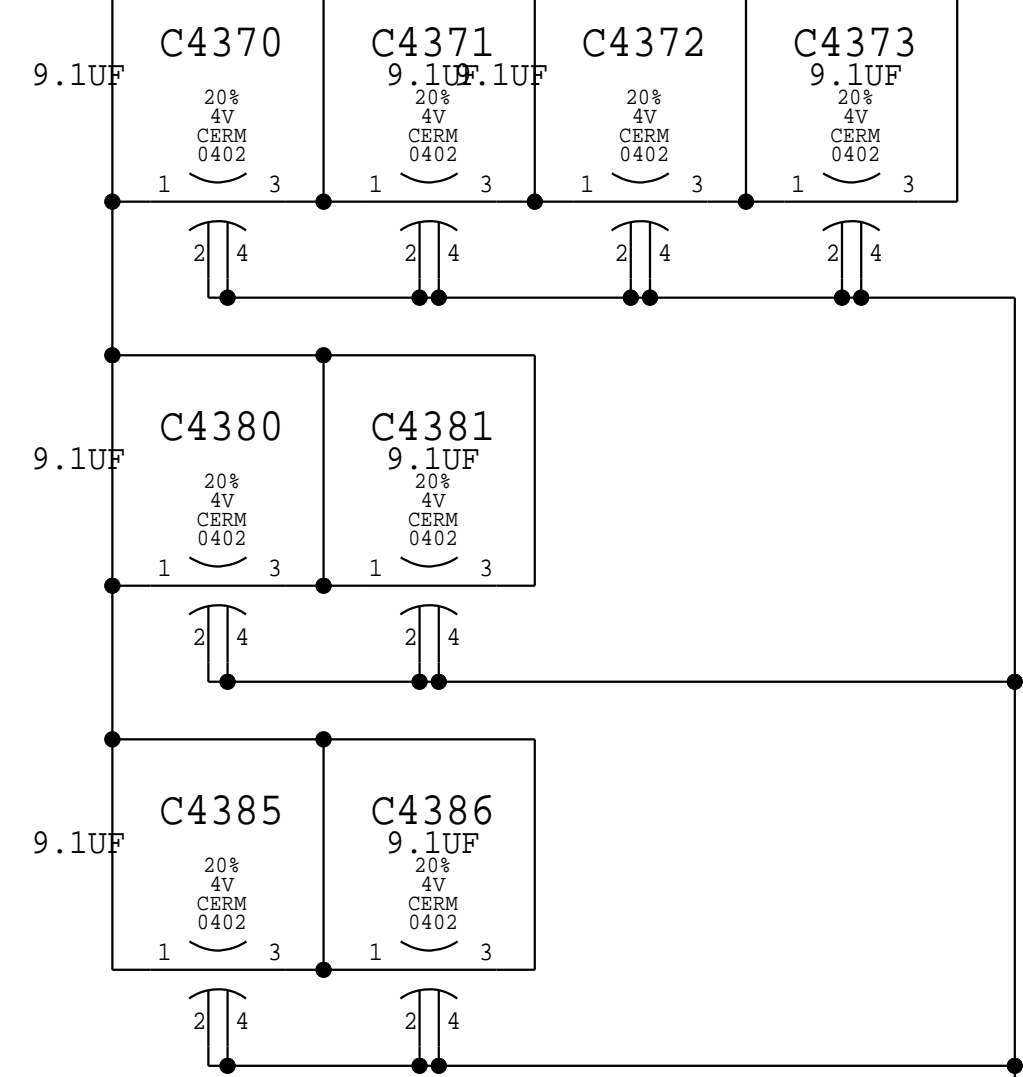 C4370 C4371 C4372 C4373
9.1UF 9.1UF 9.1UF 9.1UF
20% 20% 20% 20%
4V 4V 4V 4V
CERM CERM CERM CERM
0402 0402 0402 0402
1 3 1 3 1 3 1 3
2 4 2 4 2 4 2 4
C4380 C4381
9.1UF 9.1UF
20% 20%
4V 4V
CERM CERM
0402 0402
1 3 1 3
2 4 2 4
C4385 C4386
9.1UF 9.1UF
20% 20%
4V 4V
CERM CERM
0402 0402
1 3 1 3
2 4 2 4